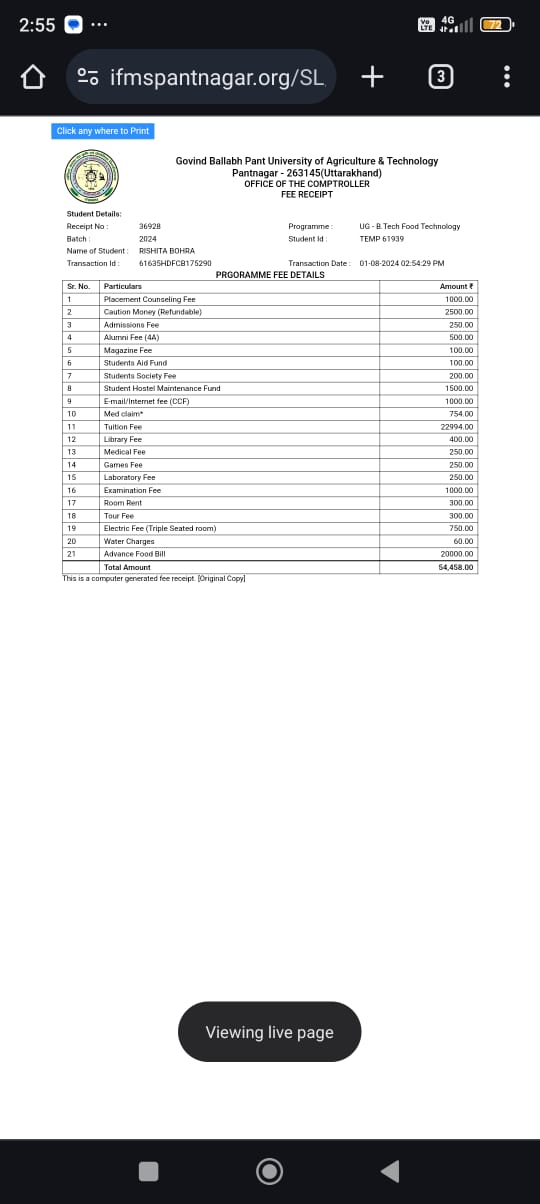 2:55 ... Vo LTE 4G 72
ifmspantnagar.org/SL 3
Click any where to Print
Govind Ballabh Pant University of Agriculture & Technology
Pantnagar - 263145(Uttarakhand)
OFFICE OF THE COMPTROLLER
FEE RECEIPT
Student Details:
Receipt No : 36928 Programme : UG - B.Tech Food Technology
Batch : 2024 Student Id : TEMP 61939
Name of Student : RISHITA BOHRA
Transaction Id : 61635HDFCB175290 Transaction Date : 01-08-2024 02:54:29 PM
PRGORAMME FEE DETAILS
Sr. No. Particulars Amount ₹
1 Placement Counseling Fee 1000.00
2 Caution Money (Refundable) 2500.00
3 Admissions Fee 250.00
4 Alumni Fee (4A) 500.00
5 Magazine Fee 100.00
6 Students Aid Fund 100.00
7 Students Society Fee 200.00
8 Student Hostel Maintenance Fund 1500.00
9 E-mail/Internet fee (CCF) 1000.00
10 Med claim* 754.00
11 Tuition Fee 22994.00
12 Library Fee 400.00
13 Medical Fee 250.00
14 Games Fee 250.00
15 Laboratory Fee 250.00
16 Examination Fee 1000.00
17 Room Rent 300.00
18 Tour Fee 300.00
19 Electric Fee (Triple Seated room) 750.00
20 Water Charges 60.00
21 Advance Food Bill 20000.00
Total Amount 54,458.00
This is a computer generated fee receipt. [Original Copy]
Viewing live page